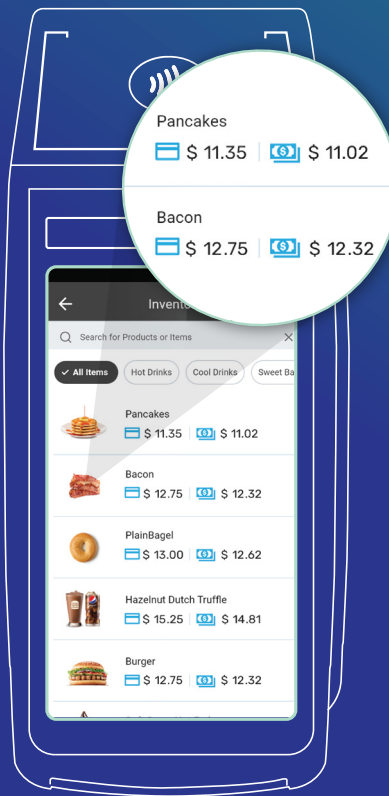 Pancakes
$ 11.35 $ 11.02
Bacon
$ 12.75 $ 12.32
Search for Products or Items
All Items Hot Drinks Cool Drinks Sweet Ba
Pancakes
$ 11.35 $ 11.02
Bacon
$ 12.75 $ 12.32
PlainBagel
$ 13.00 $ 12.62
Hazelnut Dutch Truffle
$ 15.25 $ 14.81
Burger
$ 12.75 $ 12.32